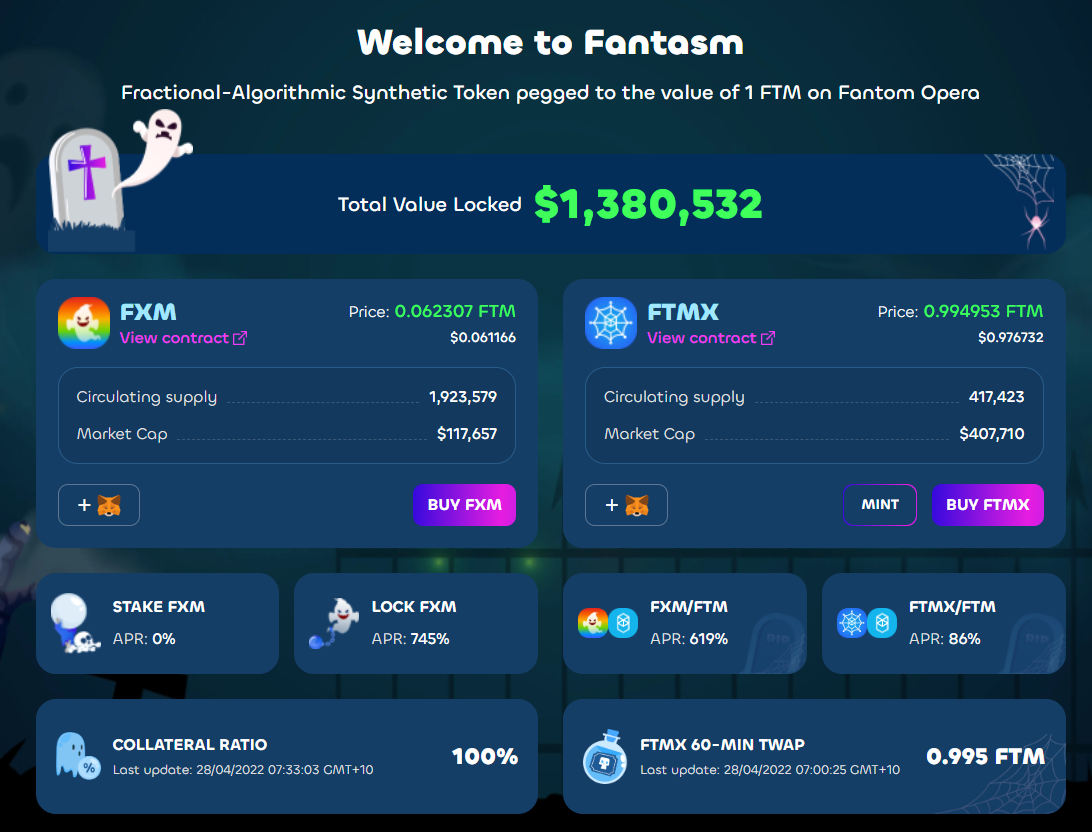 Welcome to Fantasm
Fractional-Algorithmic Synthetic Token pegged to the value of 1 FTM on Fantom Opera
Total Value Locked $1,380,532
FXM
Price: 0.062307 FTM
View contract
$0.061166
Circulating supply 1,923,579
Market Cap $117,657
+
BUY FXM
FTMX
Price: 0.994953 FTM
View contract
$0.976732
Circulating supply 417,423
Market Cap $407,710
+
MINT
BUY FTMX
STAKE FXM
APR: 0%
LOCK FXM
APR: 745%
FXM/FTM
APR: 619%
RIP
FTMX/FTM
APR: 86%
RIP
COLLATERAL RATIO
Last update: 28/04/2022 07:33:03 GMT+10
100%
%
FTMX 60-MIN TWAP
Last update: 28/04/2022 07:00:25 GMT+10
0.995 FTM